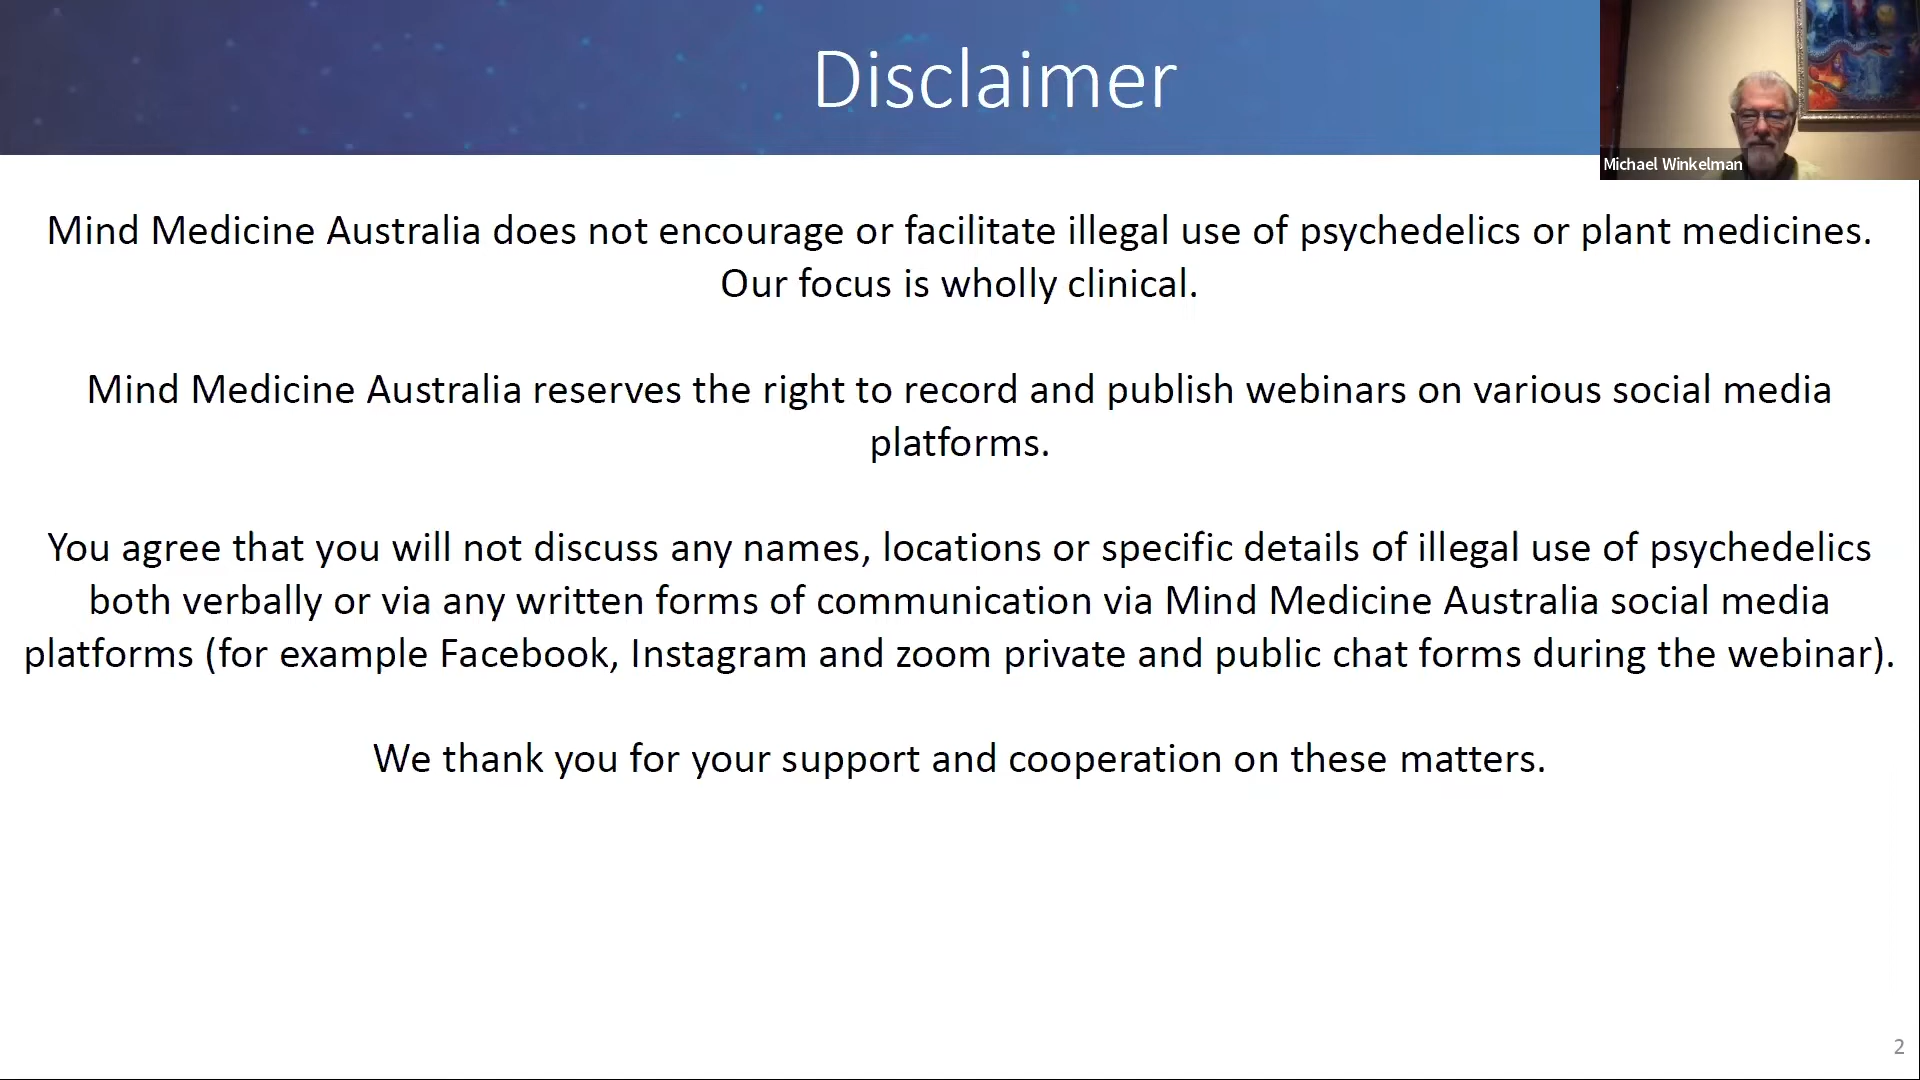 Disclaimer
Michael Winkelman
Mind Medicine Australia does not encourage or facilitate illegal use of psychedelics or plant medicines.
Our focus is wholly clinical.
Mind Medicine Australia reserves the right to record and publish webinars on various social media
platforms.
You agree that you will not discuss any names, locations or specific details of illegal use of psychedelics
both verbally or via any written forms of communication via Mind Medicine Australia social media
platforms (for example Facebook, Instagram and zoom private and public chat forms during the webinar).
We thank you for your support and cooperation on these matters.
2